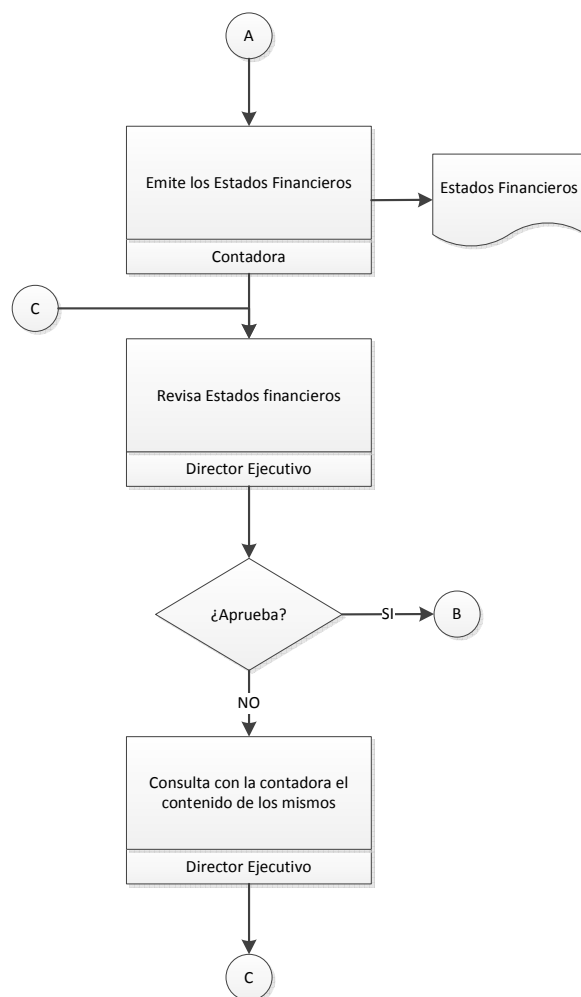 A
Emite los Estados Financieros
Estados Financieros
Contadora
C
Revisa Estados financieros
Director Ejecutivo
¿Aprueba?
SI
B
NO
Consulta con la contadora el
contenido de los mismos
Director Ejecutivo
C